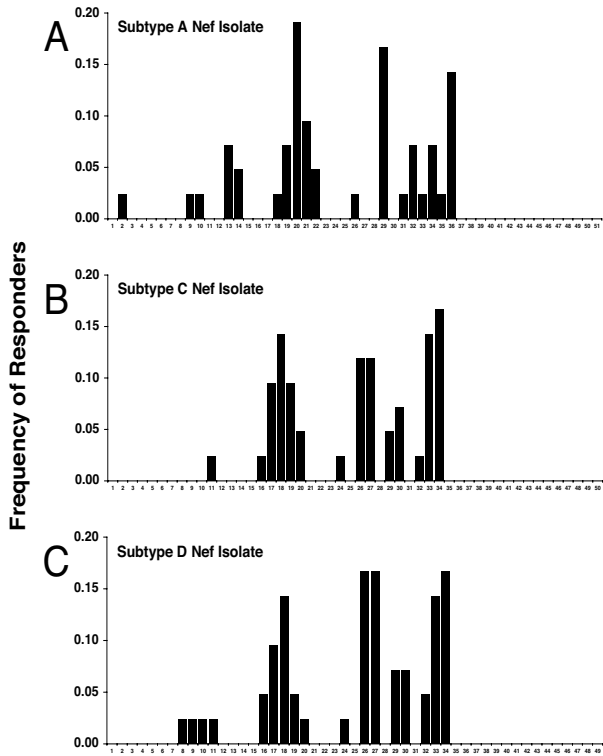 Frequency of Responders
A
Subtype A Nef Isolate
0.20
0.15
0.10
0.05
0.00
1 2 3 4 5 6 7 8 9 10 11 12 13 14 15 16 17 18 19 20 21 22 23 24 25 26 27 28 29 30 31 32 33 34 35 36 37 38 39 40 41 42 43 44 45 46 47 48 49 50 51
B
Subtype C Nef Isolate
0.20
0.15
0.10
0.05
0.00
1 2 3 4 5 6 7 8 9 10 11 12 13 14 15 16 17 18 19 20 21 22 23 24 25 26 27 28 29 30 31 32 33 34 35 36 37 38 39 40 41 42 43 44 45 46 47 48 49 50
C
Subtype D Nef Isolate
0.20
0.15
0.10
0.05
0.00
1 2 3 4 5 6 7 8 9 10 11 12 13 14 15 16 17 18 19 20 21 22 23 24 25 26 27 28 29 30 31 32 33 34 35 36 37 38 39 40 41 42 43 44 45 46 47 48 49